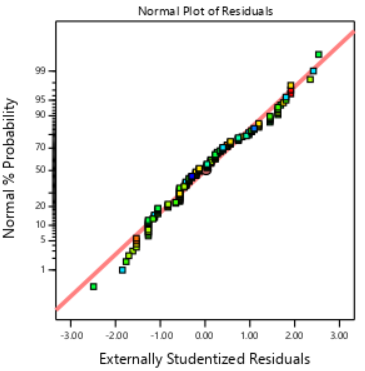 Normal Plot of Residuals
Normal % Probability
99
95
90
70
50
20
10
5
1
-3.00 -2.00 -1.00 0.00 1.00 2.00 3.00
Externally Studentized Residuals